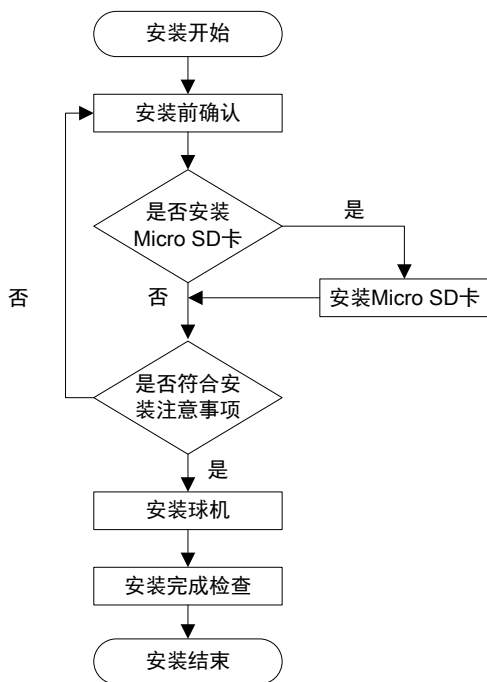 安装开始
安装前确认
是否安装
Micro SD卡
是
否
否
安装Micro SD卡
是否符合安
装注意事项
是
安装球机
安装完成检查
安装结束